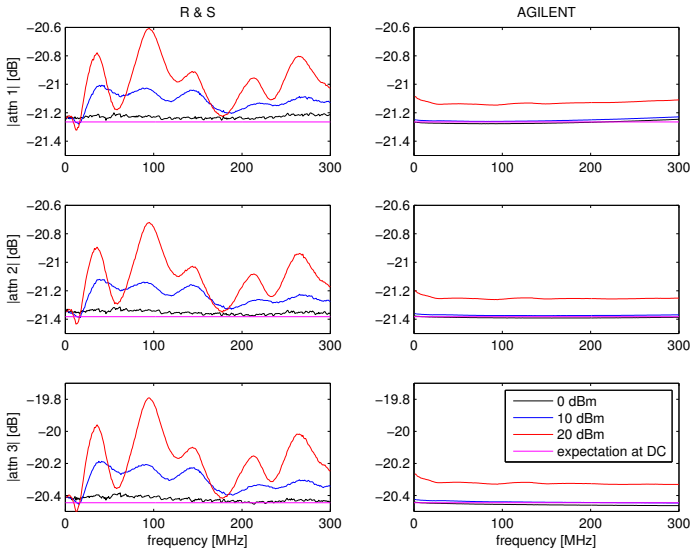 R & S
AGILENT
−20.6
−20.8
−21
−21.2
−21.4
|attn 1| [dB]
0 100 200 300
−20.6
−20.8
−21
−21.2
−21.4
0 100 200 300
−20.6
−20.8
−21
−21.2
−21.4
|attn 2| [dB]
0 100 200 300
−20.6
−20.8
−21
−21.2
−21.4
0 100 200 300
−19.8
−20
−20.2
−20.4
|attn 3| [dB]
0 100 200 300
frequency [MHz]
−19.8
−20
−20.2
−20.4
0 dBm
10 dBm
20 dBm
expectation at DC
0 100 200 300
frequency [MHz]